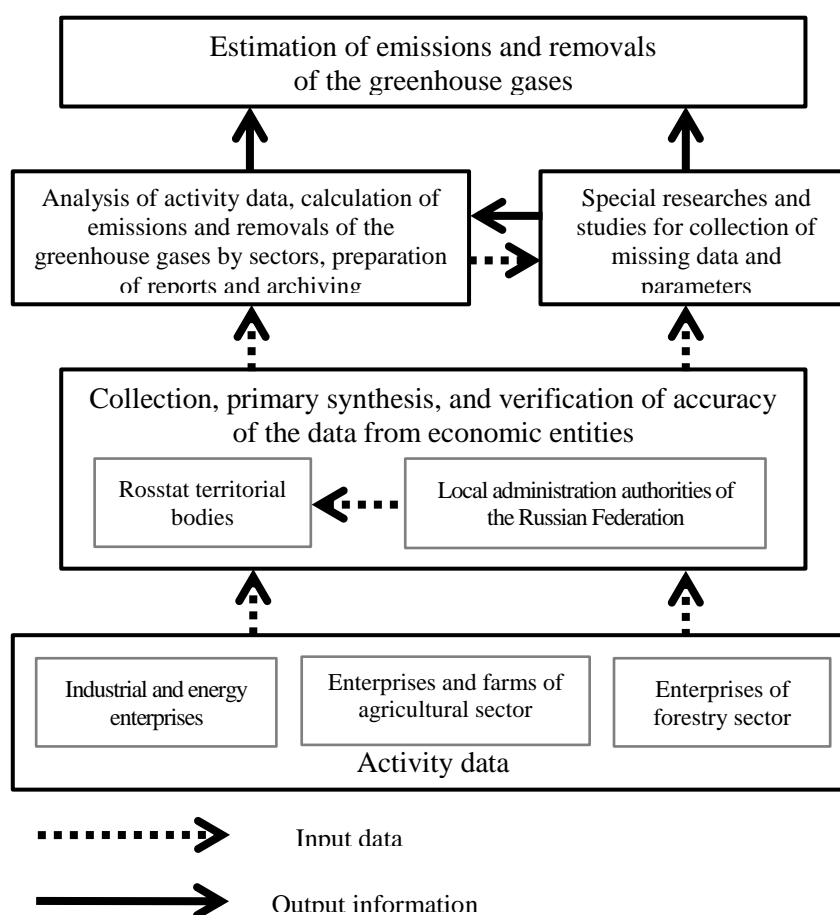 Estimation of emissions and removals
of the greenhouse gases
Analysis of activity data, calculation of
emissions and removals of the
greenhouse gases by sectors, preparation
of reports and archiving
Special researches and
studies for collection of
missing data and
parameters
Collection, primary synthesis, and verification of accuracy
of the data from economic entities
Rosstat territorial
bodies
Local administration authorities of
the Russian Federation
Industrial and energy
enterprises
Enterprises and farms of
agricultural sector
Enterprises of
forestry sector
Activity data
Input data
Output information